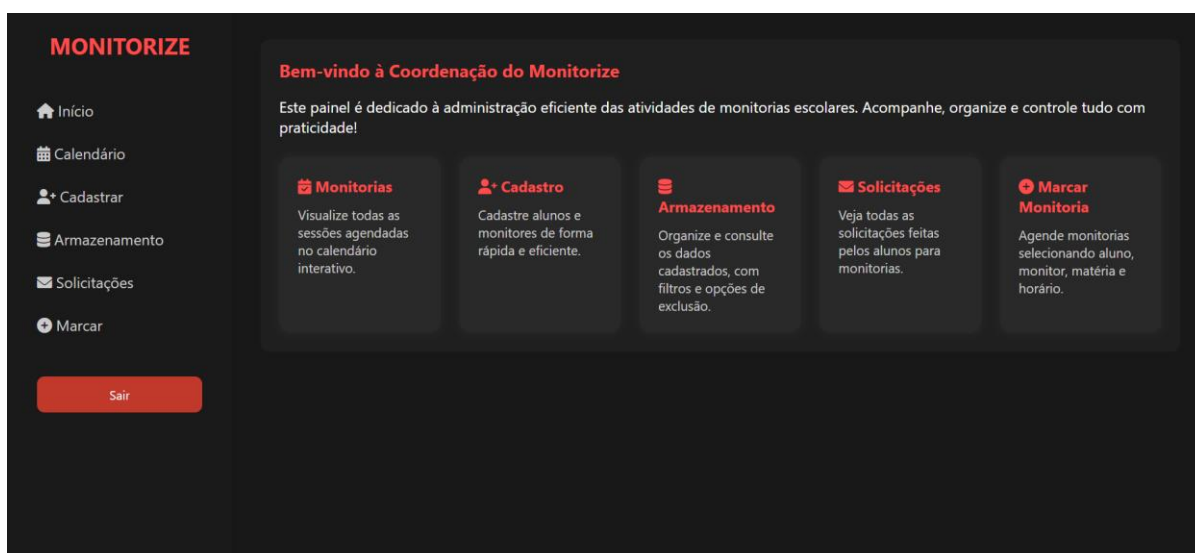 MONITORIZE
Início
Calendário
Cadastrar
Armazenamento
Solicitações
Marcar
Sair
Bem-vindo à Coordenação do Monitorize
Este painel é dedicado à administração eficiente das atividades de monitorias escolares. Acompanhe, organize e controle tudo com
praticidade!
Monitorias
Visualize todas as
sessões agendadas
no calendário
interativo.
Cadastro
Cadastre alunos e
monitores de forma
rápida e eficiente.
Armazenamento
Organize e consulte
os dados
cadastrados, com
filtros e opções de
exclusão.
Solicitações
Veja todas as
solicitações feitas
pelos alunos para
monitorias.
Marcar
Monitoria
Agende monitorias
selecionando aluno,
monitor, matéria e
horário.